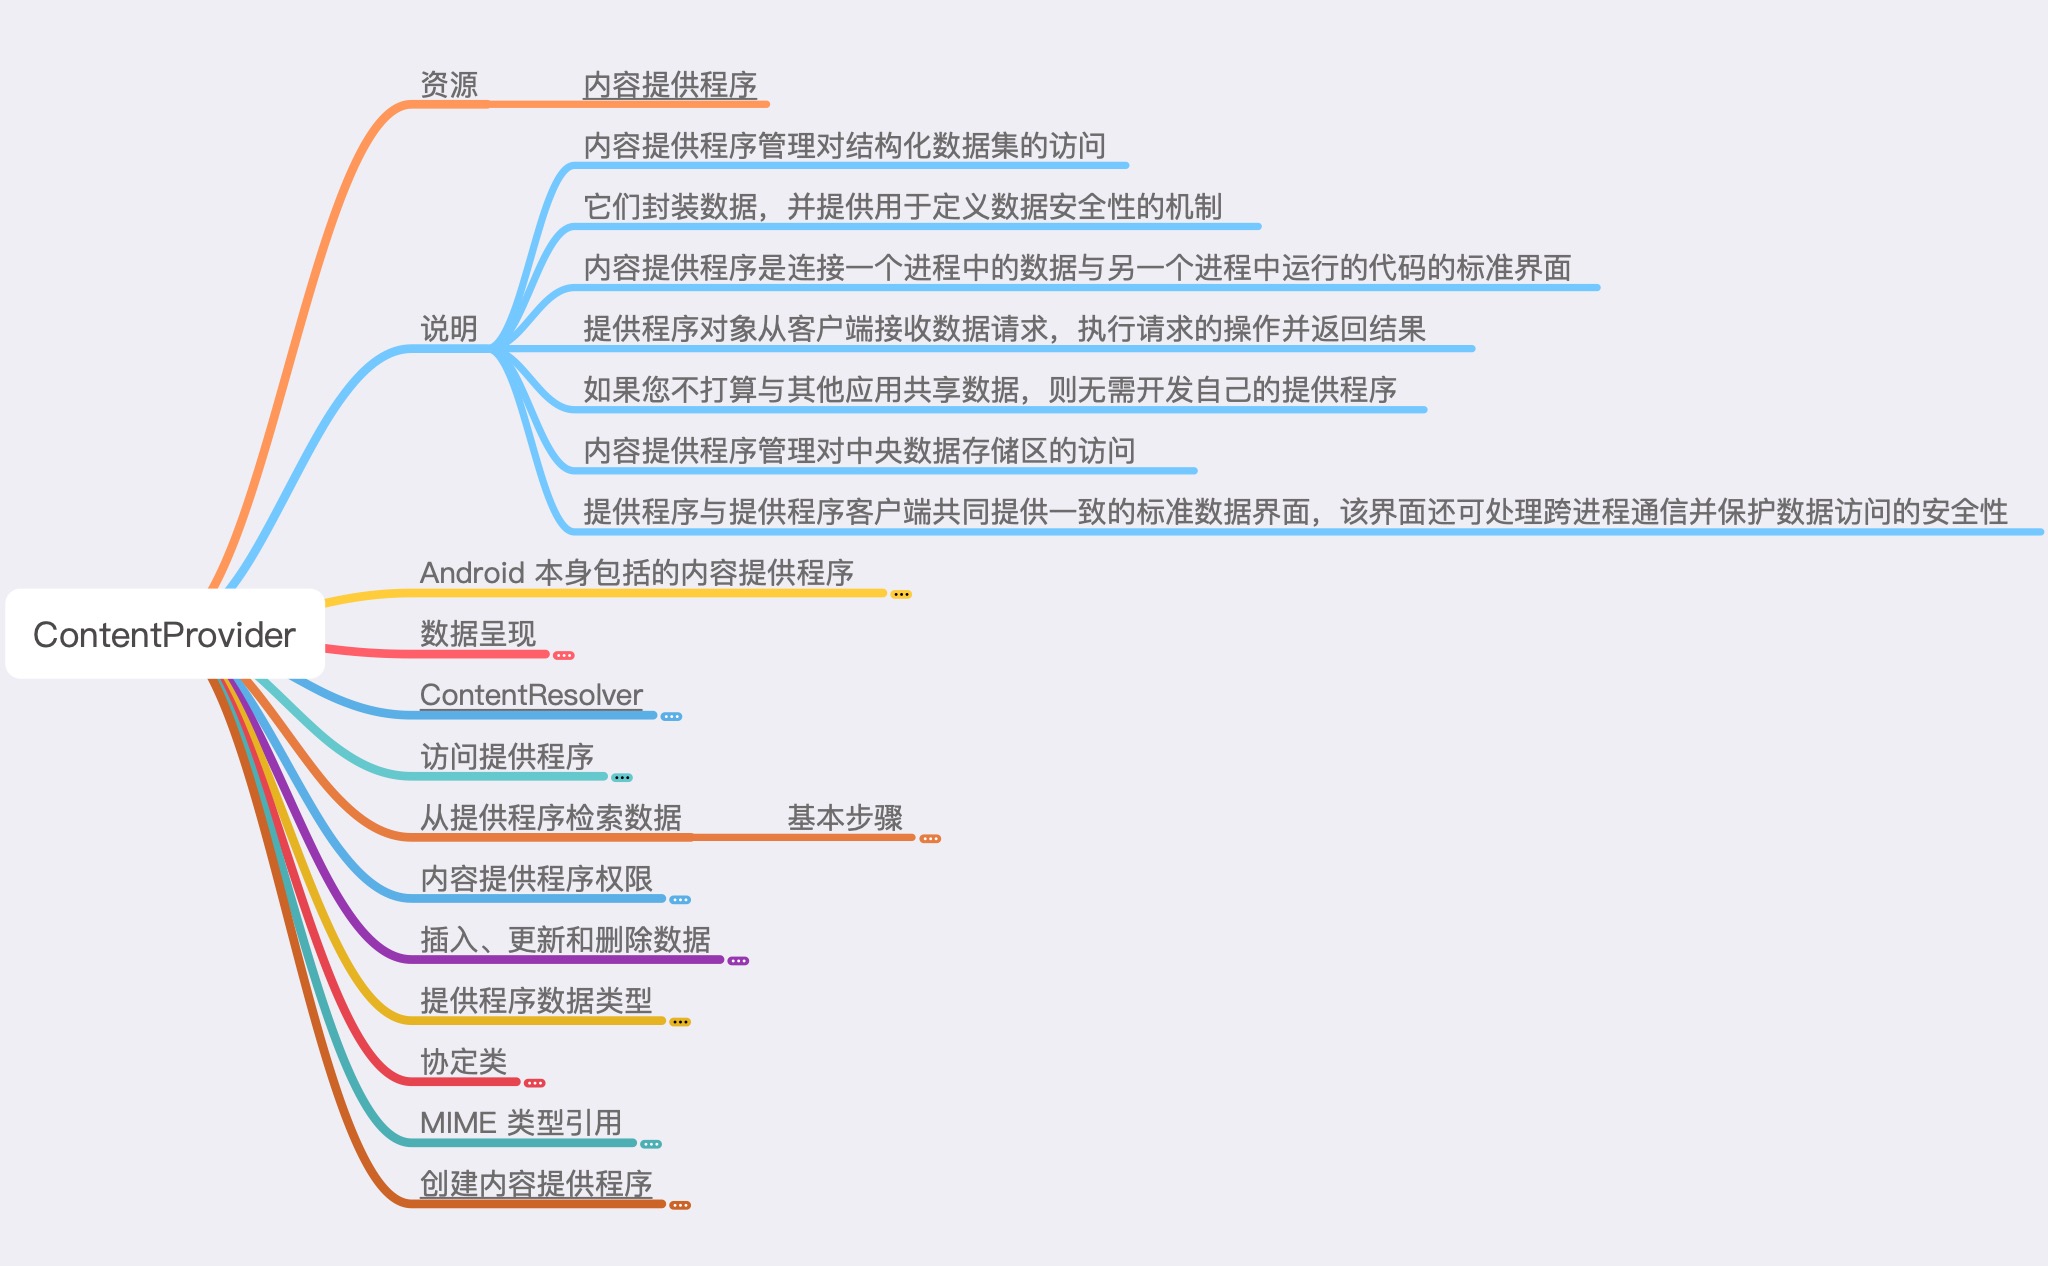 资源
内容提供程序
内容提供程序管理对结构化数据集的访问
它们封装数据，并提供用于定义数据安全性的机制
内容提供程序是连接一个进程中的数据与另一个进程中运行的代码的标准界面
说明
提供程序对象从客户端接收数据请求，执行请求的操作并返回结果
如果您不打算与其他应用共享数据，则无需开发自己的提供程序
内容提供程序管理对中央数据存储区的访问
提供程序与提供程序客户端共同提供一致的标准数据界面，该界面还可处理跨进程通信并保护数据访问的安全性
Android 本身包括的内容提供程序
ContentProvider
数据呈现
ContentResolver
访问提供程序
从提供程序检索数据
基本步骤
内容提供程序权限
插入、更新和删除数据
提供程序数据类型
协定类
MIME 类型引用
创建内容提供程序